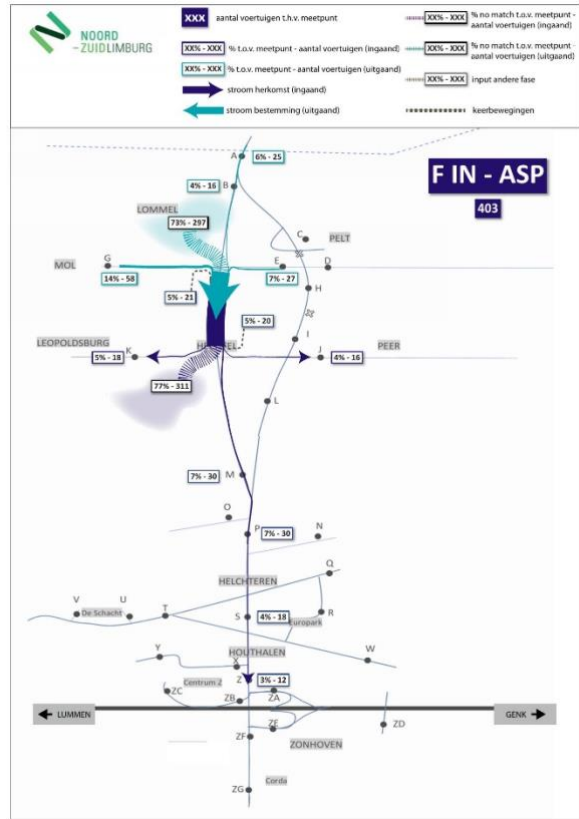 NOORD
-ZUIDLIMBURG
XXX aantal voertuigen t.h.v. meetpunt
XX% - XXX % t.o.v. meetpunt - aantal voertuigen (ingaand)
XX% - XXX % t.o.v. meetpunt - aantal voertuigen (uitgaand)
stroom herkomst (ingaand)
stroom bestemming (uitgaand)
XX% - XXX % no match t.o.v. meetpunt -
aantal voertuigen (ingaand)
XX% - XXX % no match t.o.v. meetpunt -
aantal voertuigen (uitgaand)
XX% - XXX input andere fase
keerbewegingen
F IN - ASP
403
A 6% - 25
4% - 16 B
LOMMEL
73% - 297
C
PELT
G
MOL
14% - 58
E D
7% - 27
H
5% - 21
5% - 20
I
LEOPOLDSBURG
K
5% - 18
J
4% - 16
PEER
77% - 311
L
7% - 30 M
O
P 7% - 30
N
HELCHTEREN
Q
V U
De Schacht
T
S 4% - 18
R
Europark
HOUTHALEN
Y
X
W
Z 3% - 12
Centrum 2
ZC
ZB ZA
LUMMEN
GENK
ZE
ZF
ZD
ZONHOVEN
ZG
Corda